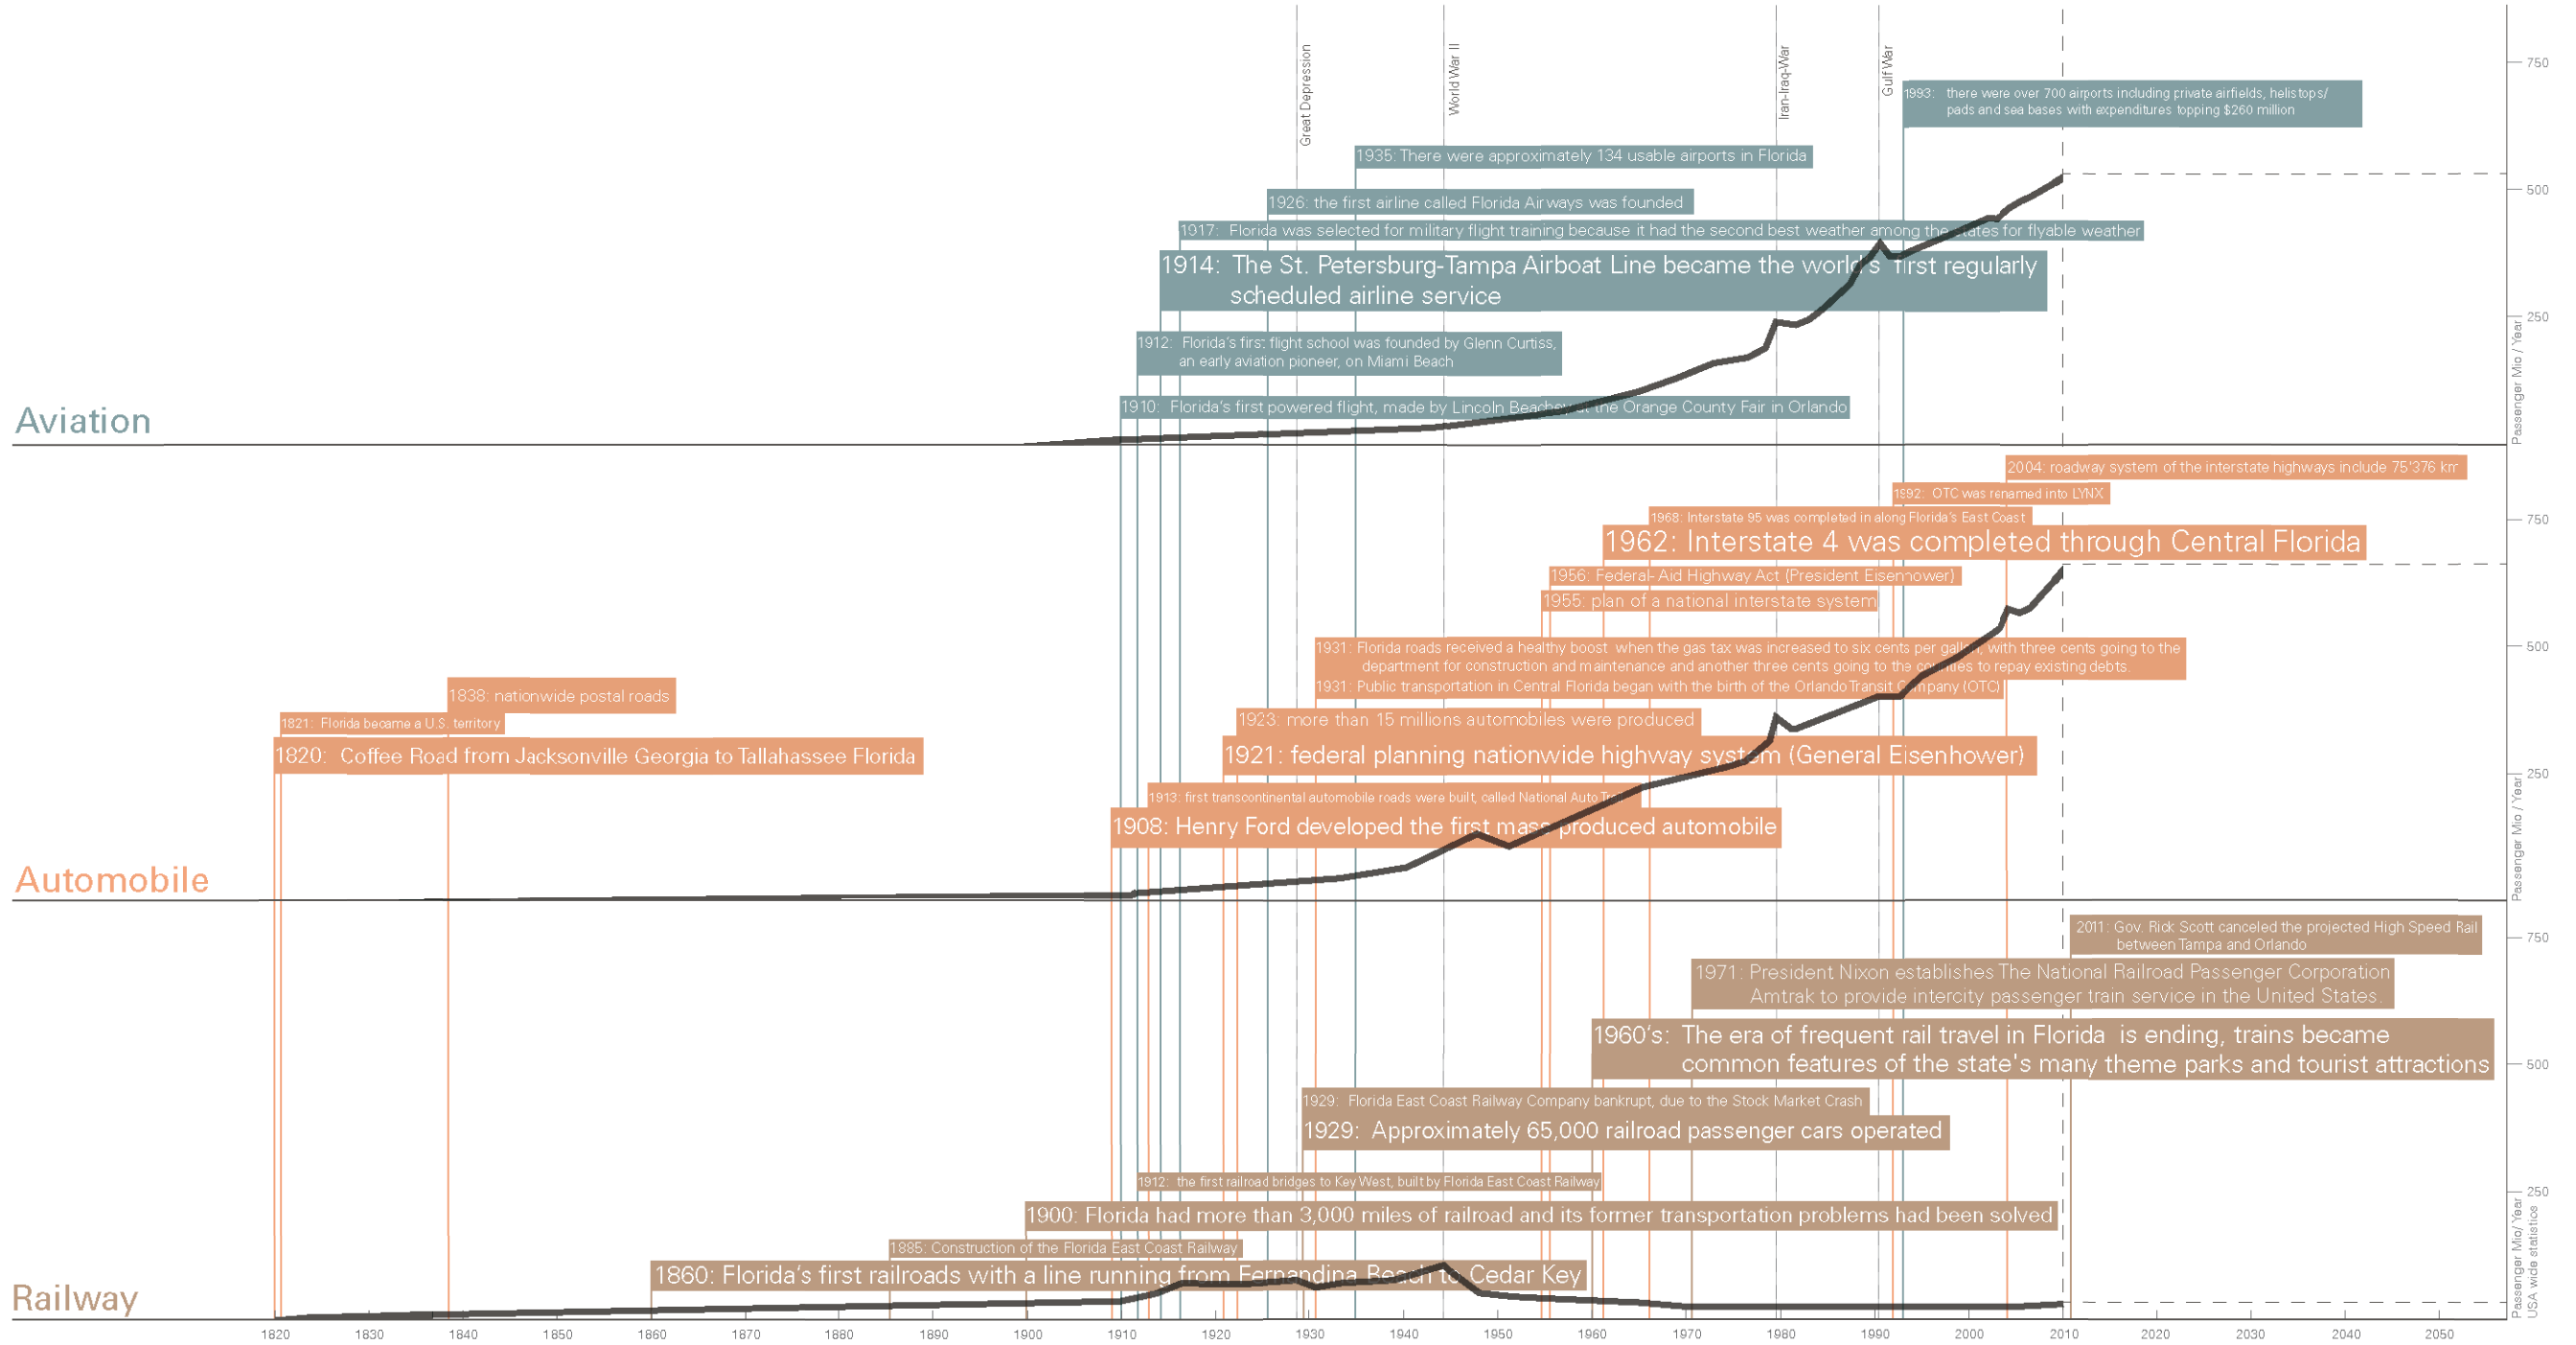 Great Depression
World War II
Iran-Iraq-War
Gulf War
750
1993: there were over 700 airports including private airfields, helistops/
pads and sea bases with expenditures topping $260 million
1935: There were approximately 134 usable airports in Florida
500
1926: the first airline called Florida Airways was founded
1917: Florida was selected for military flight training because it had the second best weather among the states for flyable weather
1914: The St. Petersburg-Tampa Airboat Line became the world's first regularly
scheduled airline service
250
1912: Florida's first flight school was founded by Glenn Curtiss,
an early aviation pioneer, on Miami Beach
Passenger Mio / Year
1910: Florida's first powered flight, made by Lincoln Beachey at the Orange County Fair in Orlando
Aviation
2004: roadway system of the interstate highways include 75'376 km
1992: OTC was renamed into LYNX
1968: Interstate 95 was completed in along Florida's East Coast
750
1962: Interstate 4 was completed through Central Florida
1956: Federal- Aid Highway Act (President Eisenhower)
1955: plan of a national interstate system
1931: Florida roads received a healthy boost when the gas tax was increased to six cents per gallon, with three cents going to the
department for construction and maintenance and another three cents going to the counties to repay existing debts.
500
1931: Public transportation in Central Florida began with the birth of the Orlando Transit Company (OTC)
1838: nationwide postal roads
1923: more than 15 millions automobiles were produced
1821: Florida became a U.S. territory
1820: Coffee Road from Jacksonville Georgia to Tallahassee Florida
1921: federal planning nationwide highway system (General Eisenhower)
250
1913: first transcontinental automobile roads were built, called National Auto
1908: Henry Ford developed the first mass produced automobile
Passenger Mio / Year
Automobile
2011: Gov. Rick Scott canceled the projected High Speed Rail
between Tampa and Orlando
750
1971: President Nixon establishes The National Railroad Passenger Corporation
Amtrak to provide intercity passenger train service in the United States.
1960's: The era of frequent rail travel in Florida is ending, trains became
common features of the state's many theme parks and tourist attractions
500
1929: Florida East Coast Railway Company bankrupt, due to the Stock Market Crash
1929: Approximately 65,000 railroad passenger cars operated
1912: the first railroad bridges to Key West, built by Florida East Coast Railway
250
1900: Florida had more than 3,000 miles of railroad and its former transportation problems had been solved
1885: Construction of the Florida East Coast Railway
1860: Florida's first railroads with a line running from Fernandina Beach to Cedar Key
Passenger Mio/ Year
USA wide statistics
Railway
1820 1830 1840 1850 1860 1870 1880 1890 1900 1910 1920 1930 1940 1950 1960 1970 1980 1990 2000 2010 2020 2030 2040 2050